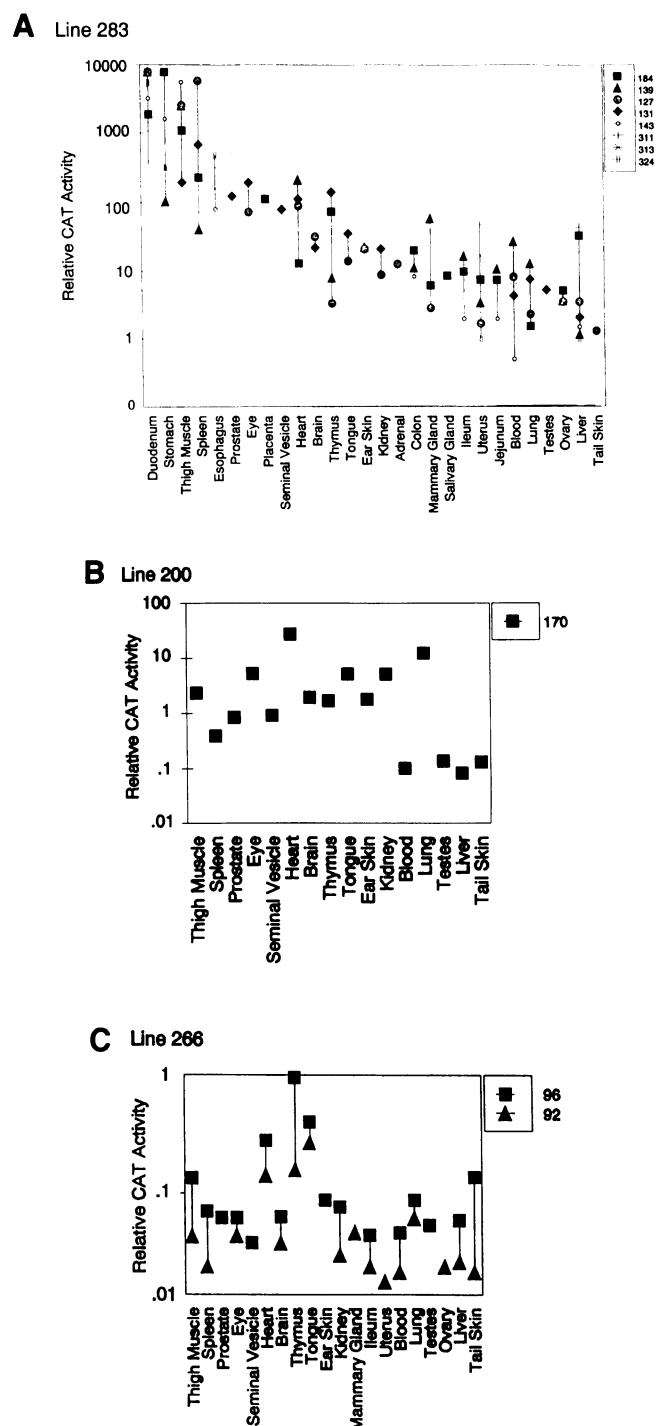 A Line 283
10000
1000
100
10
1
0
Relative CAT Activity
184
139
127
131
143
311
313
324
Duodenum
Stomach
Thigh Muscle
Spleen
Esophagus
Prostate
Eye
Placenta
Seminal Vesicle
Heart
Brain
Thymus
Tongue
Ear Skin
Kidney
Adrenal
Colon
Mammary Gland
Salivary Gland
Ileum
Uterus
Jejunum
Blood
Lung
Testes
Ovary
Liver
Tail Skin
B Line 200
100
10
1
.1
.01
Relative CAT Activity
170
Thigh Muscle
Spleen
Prostate
Eye
Seminal Vesicle
Heart
Brain
Thymus
Tongue
Ear Skin
Kidney
Blood
Lung
Testes
Liver
Tail Skin
C Line 266
1
.1
.01
Relative CAT Activity
96
92
Thigh Muscle
Spleen
Prostate
Eye
Seminal Vesicle
Heart
Brain
Thymus
Tongue
Ear Skin
Kidney
Mammary Gland
Ileum
Uterus
Blood
Lung
Testes
Ovary
Liver
Tail Skin